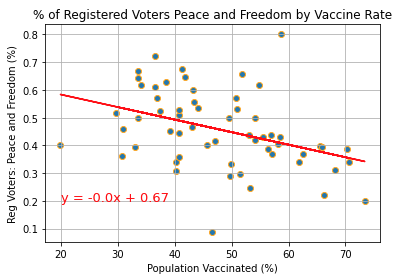 % of Registered Voters Peace and Freedom by Vaccine Rate
Reg Voters: Peace and Freedom (%)
0.8
0.7
0.6
0.5
0.4
0.3
0.2
0.1
y = -0.0x + 0.67
20 30 40 50 60 70
Population Vaccinated (%)